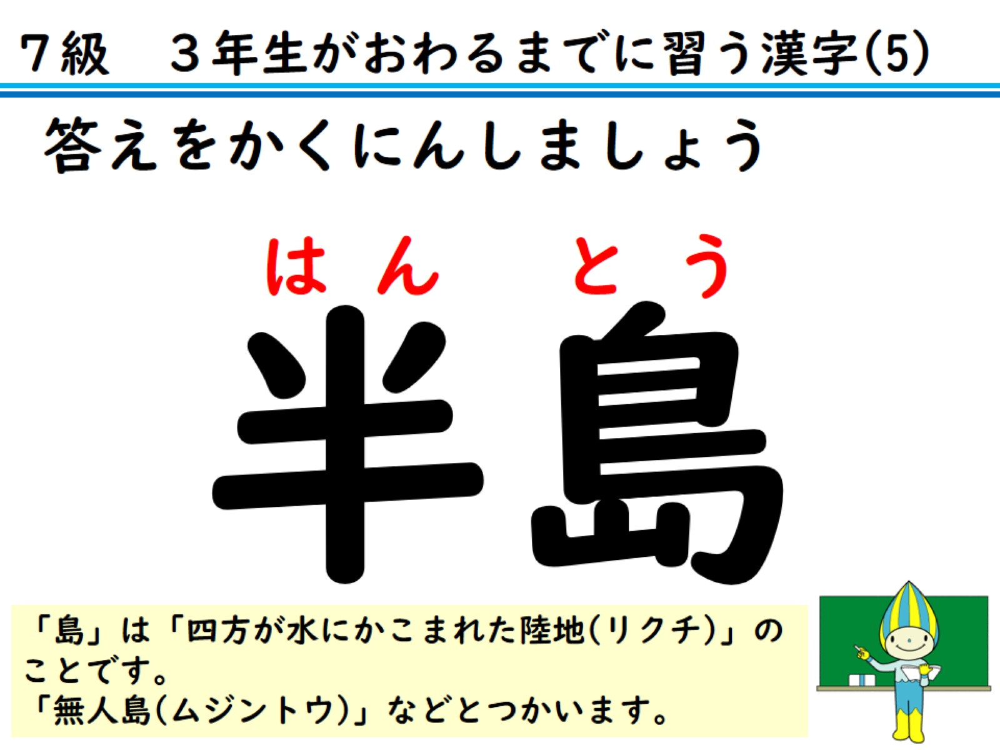 ７級　３年生がおわるまでに習う漢字(5)
答えをかくにんしましょう
はん　とう
半島
「島」は「四方が水にかこまれた陸地(リクチ)」の
ことです。
「無人島(ムジントウ)」などとつかいます。